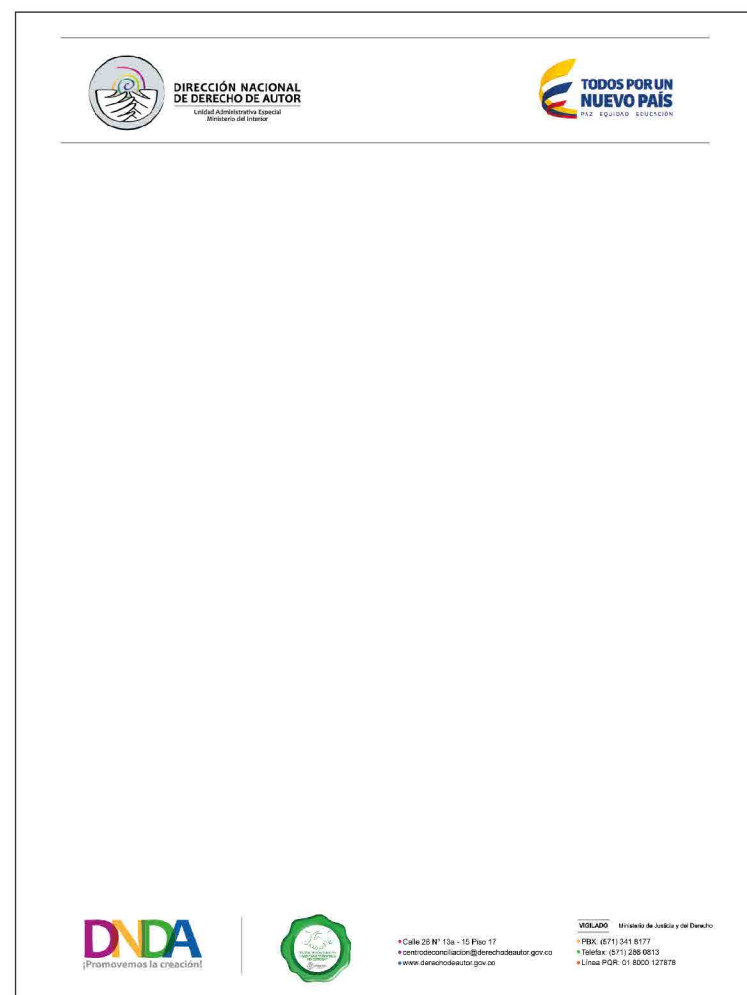 DIRECCIÓN NACIONAL
DE DERECHO DE AUTOR
Unidad Administrativa Especial
Ministerio del Interior
TODOS POR UN
NUEVO PAÍS
PAZ EQUIDAD EDUCACIÓN
DNDA
¡Promovemos la creación!
Calle 28 N° 13a - 15 Piso 17
centrodeconciliacion@derechodeautor.gov.co
www.derechodeautor.gov.co
VIGILADO Ministerio de Justicia y del Derecho
PBX: (571) 341 8177
Telefax: (571) 286 0813
Línea PQR: 01 8000 127878